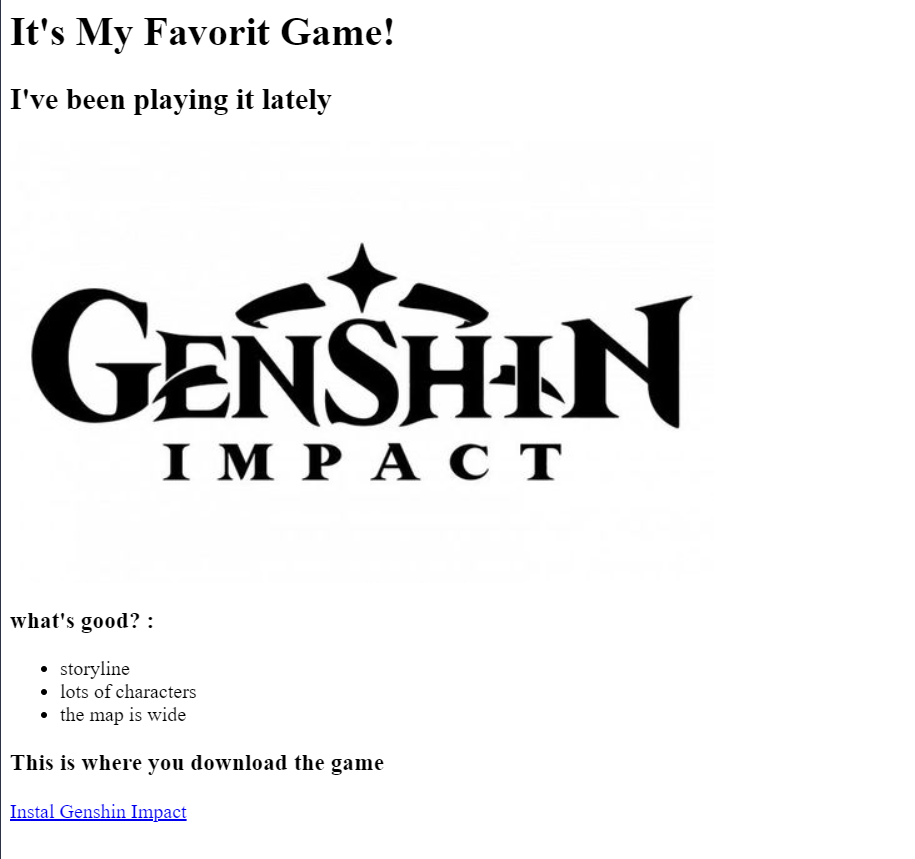 It's My Favorit Game!
I've been playing it lately
GENSHIN
IMPACT
what's good? :
storyline
lots of characters
the map is wide
This is where you download the game
Instal Genshin Impact